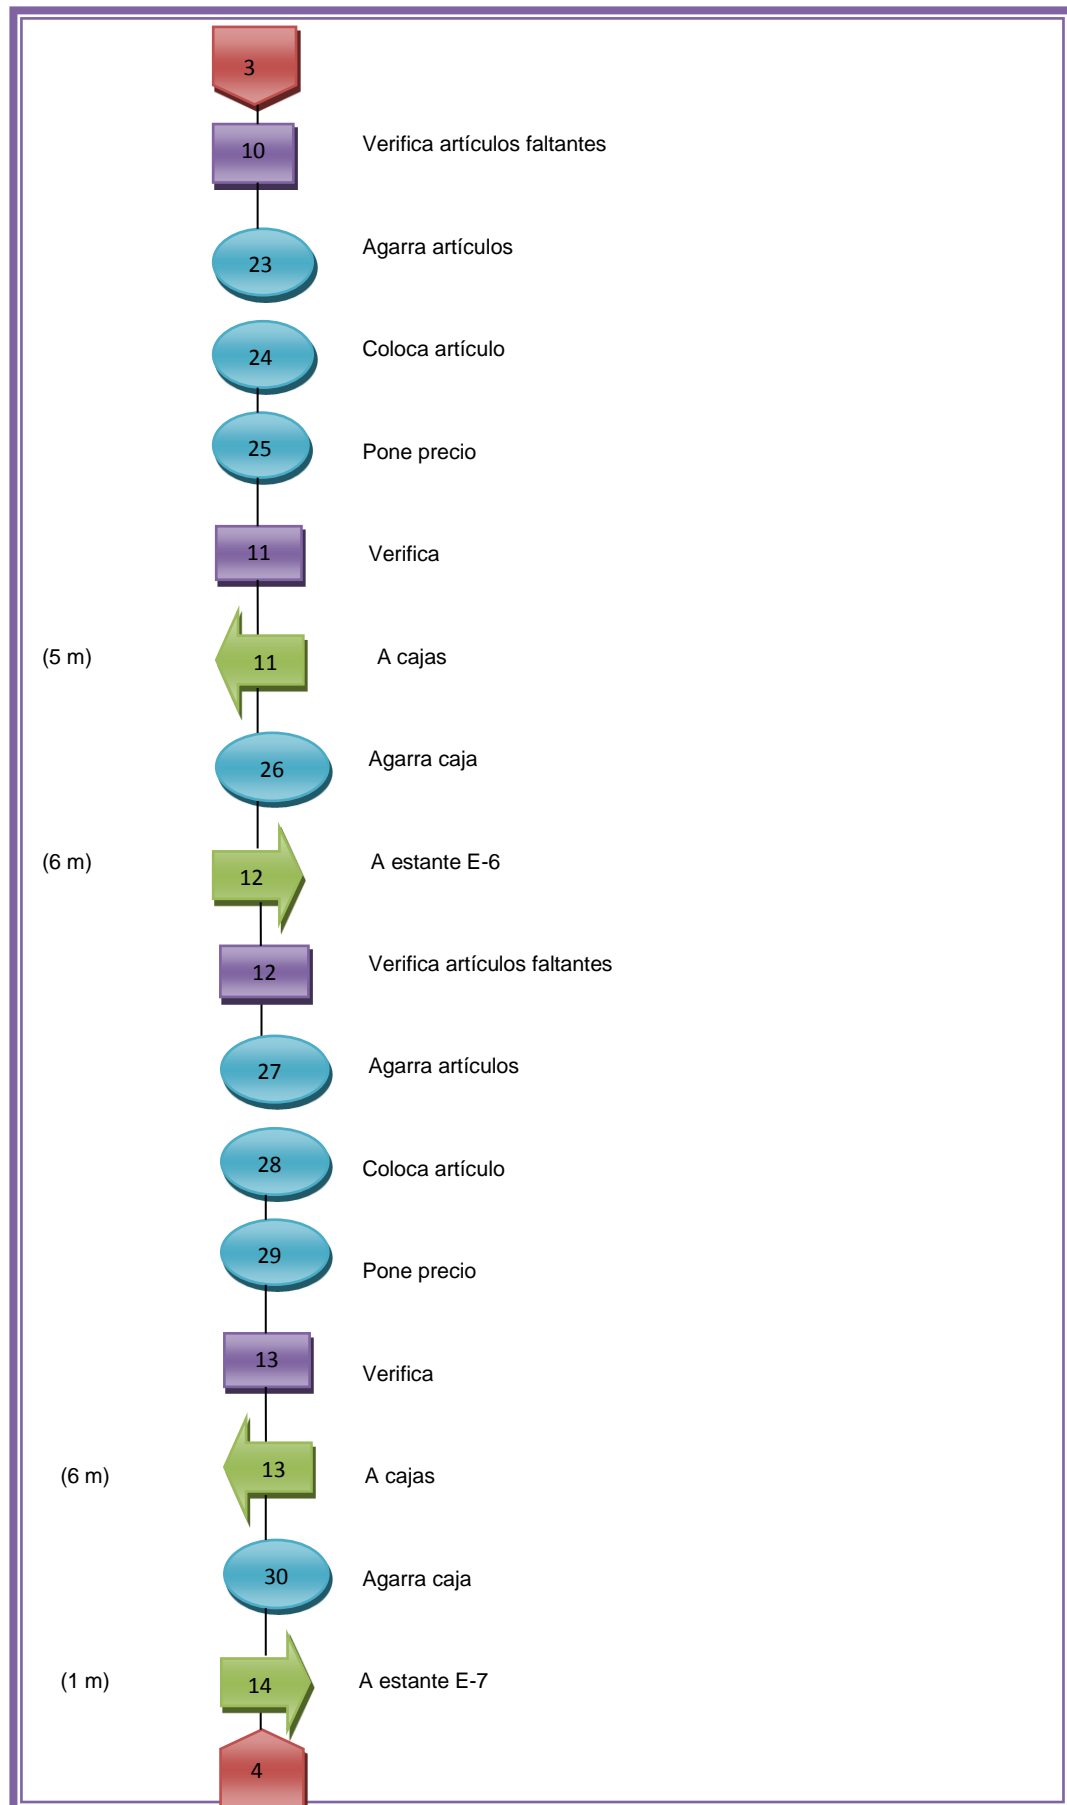 3
10 Verifica artículos faltantes
23 Agarra artículos
24 Coloca artículo
25 Pone precio
11 Verifica
(5 m) 11 A cajas
26 Agarra caja
(6 m) 12 A estante E-6
12 Verifica artículos faltantes
27 Agarra artículos
28 Coloca artículo
29 Pone precio
13 Verifica
(6 m) 13 A cajas
30 Agarra caja
(1 m) 14 A estante E-7
4